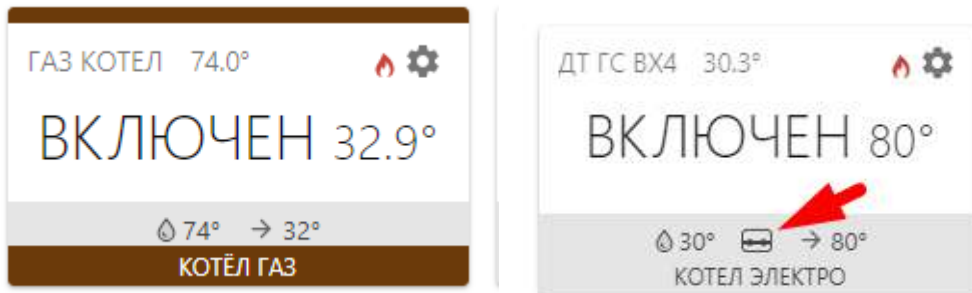 ГАЗ КОТЕЛ 74.0°
ВКЛЮЧЕН 32.9°
74° → 32°
КОТЁЛ ГАЗ
ДТ ГС ВХ4 30.3°
ВКЛЮЧЕН 80°
30° → 80°
КОТЕЛ ЭЛЕКТРО